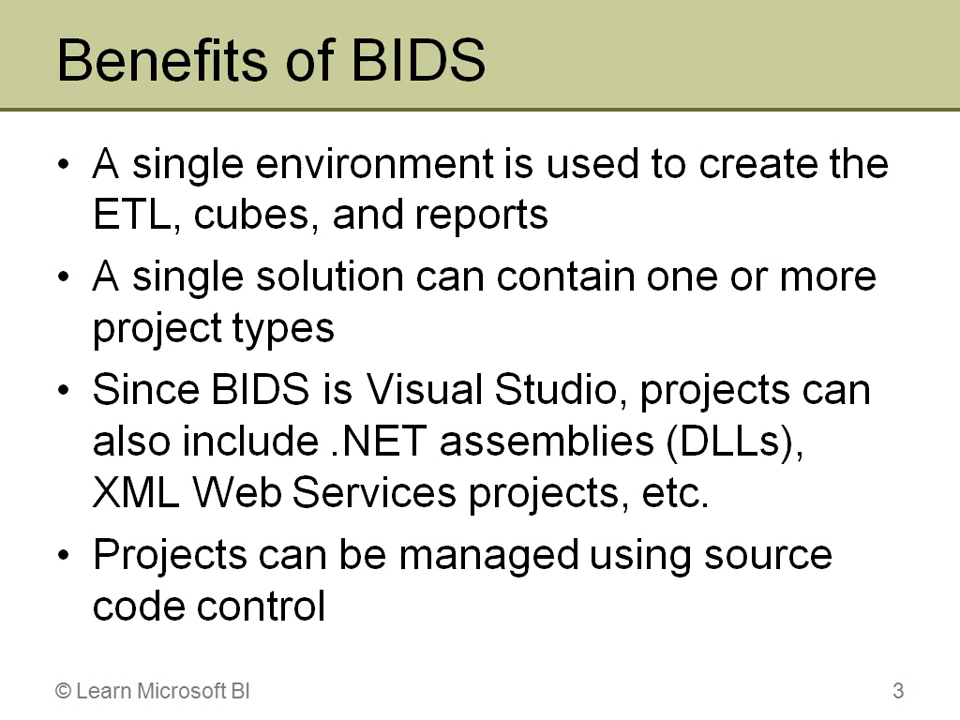 Benefits of BIDS
• A single environment is used to create the
ETL, cubes, and reports
• A single solution can contain one or more
project types
• Since BIDS is Visual Studio, projects can
also include .NET assemblies (DLLs),
XML Web Services projects, etc.
• Projects can be managed using source
code control
© Learn Microsoft BI
3